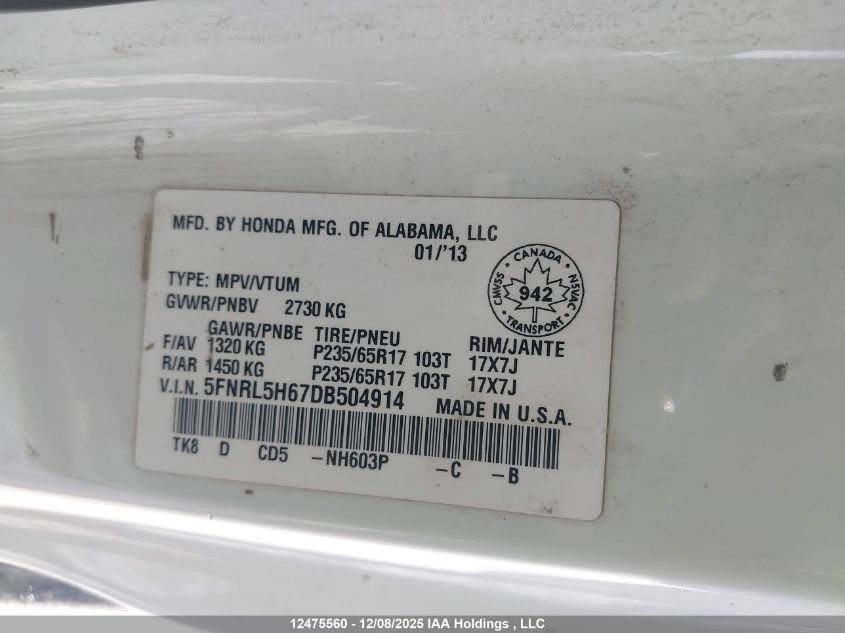 MFD. BY HONDA MFG. OF ALABAMA, LLC
01/'13
TYPE: MPV/VTUM
GVWR/PNBV 2730 KG
GAWR/PNBE TIRE/PNEU RIM/JANTE
F/AV 1320 KG P235/65R17 103T 17X7J
R/AR 1450 KG P235/65R17 103T 17X7J
V.I.N. 5FNRL5H67DB504914 MADE IN U.S.A.
TK8 D CD5 -NH603P -C -B
CANADA
CMVSS 942 NSVAC
TRANSPORT
12475560 - 12/08/2025 IAA Holdings , LLC